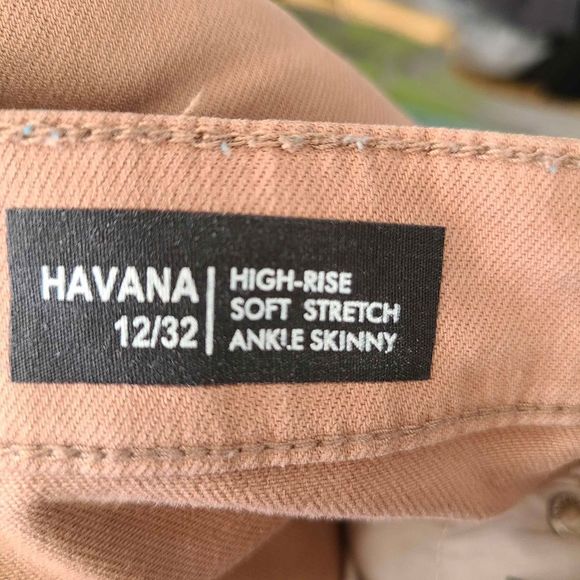 HAVANA
12/32
HIGH-RISE
SOFT STRETCH
ANKLE SKINNY